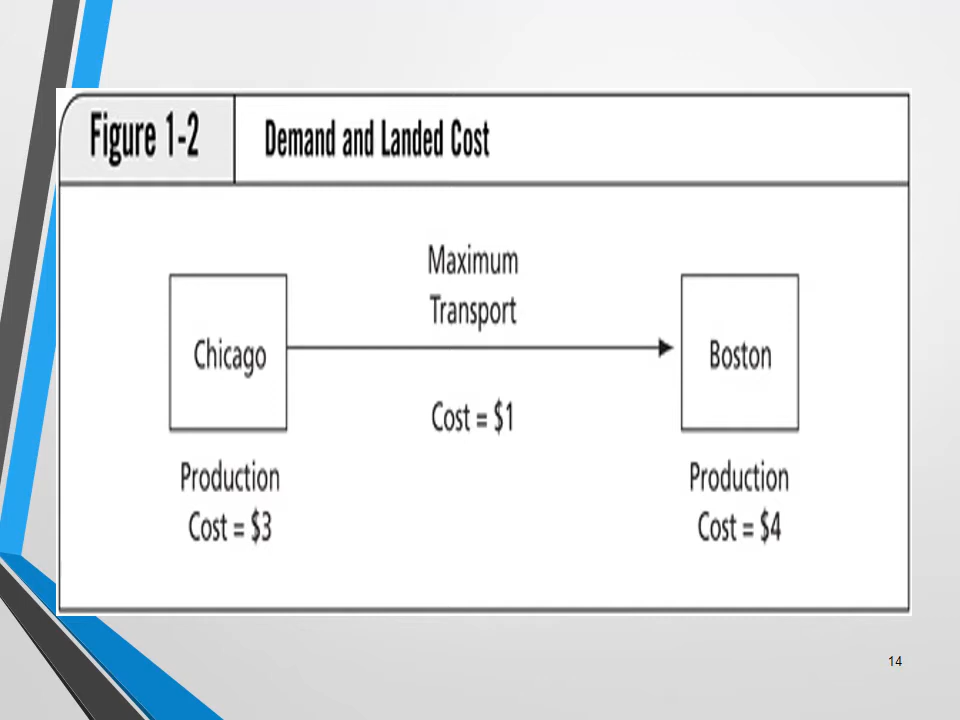 Figure 1-2
Demand and Landed Cost
Maximum
Transport
Chicago
Boston
Cost = $1
Production
Cost = $3
Production
Cost = $4
14